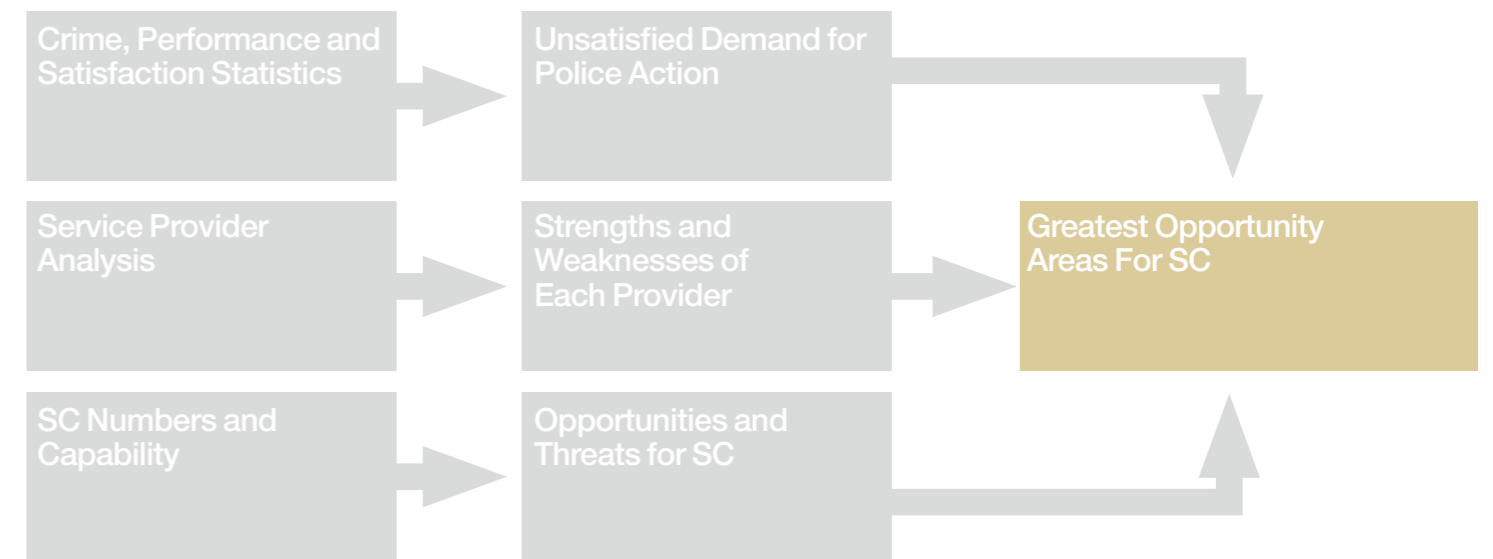 Crime, Performance and
Satisfaction Statistics
Unsatisfied Demand for
Police Action
Service Provider
Analysis
Strengths and
Weaknesses of
Each Provider
Greatest Opportunity
Areas For SC
SC Numbers and
Capability
Opportunities and
Threats for SC